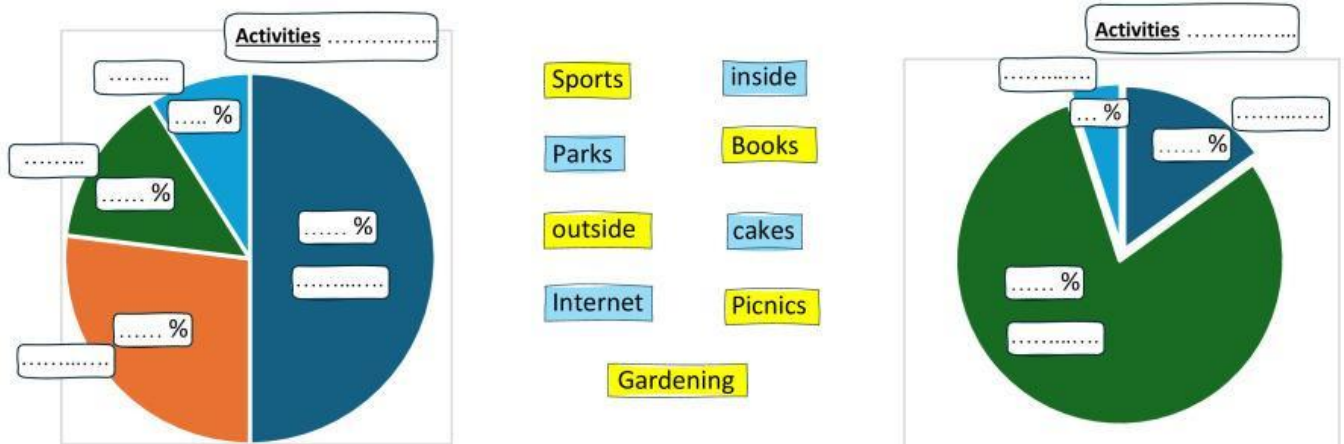 Activities ……………..
……...
….. %
……...
…… %
…… %
………..….
…… %
………..….
Sports
inside
Parks
Books
outside
cakes
Internet
Picnics
Gardening
Activities ……………...
………..….
… %
………..….
…… %
…… %
………..….